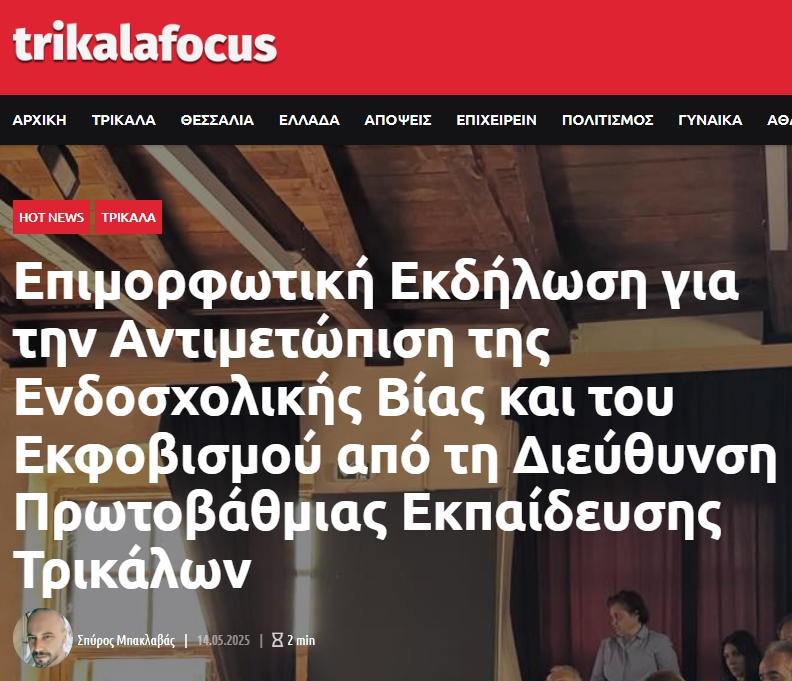 trikalafocus
ΑΡΧΙΚΗ ΤΡΙΚΑΛΑ ΘΕΣΣΑΛΙΑ ΕΛΛΑΔΑ ΑΠΟΨΕΙΣ ΕΠΙΧΕΙΡΕΙΝ ΠΟΛΙΤΙΣΜΟΣ ΓΥΝΑΙΚΑ
HOT NEWS ΤΡΙΚΑΛΑ
Επιμορφωτική Εκδήλωση για
την Αντιμετώπιση της
Ενδοσχολικής Βίας και του
Εκφοβισμού από τη Διεύθυνση
Πρωτοβάθμιας Εκπαίδευσης
Τρικάλων
Σπύρος Μπακλαβάς | 14.05.2025 | 2 min